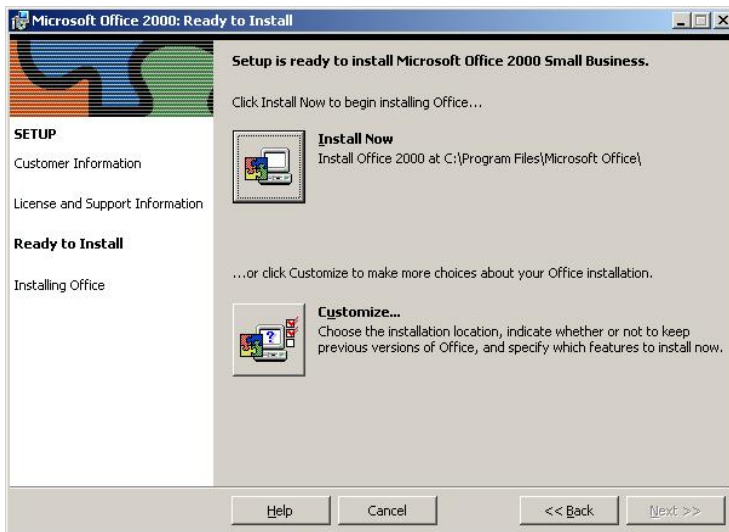 Microsoft Office 2000: Ready to Install
Setup is ready to install Microsoft Office 2000 Small Business.
Click Install Now to begin installing Office...
SETUP
Customer Information
License and Support Information
Ready to Install
Installing Office
Install Now
Install Office 2000 at C:\Program Files\Microsoft Office\
...or click Customize to make more choices about your Office installation.
Customize...
Choose the installation location, indicate whether or not to keep
previous versions of Office, and specify which features to install now.
Help
Cancel
<< Back
Next >>